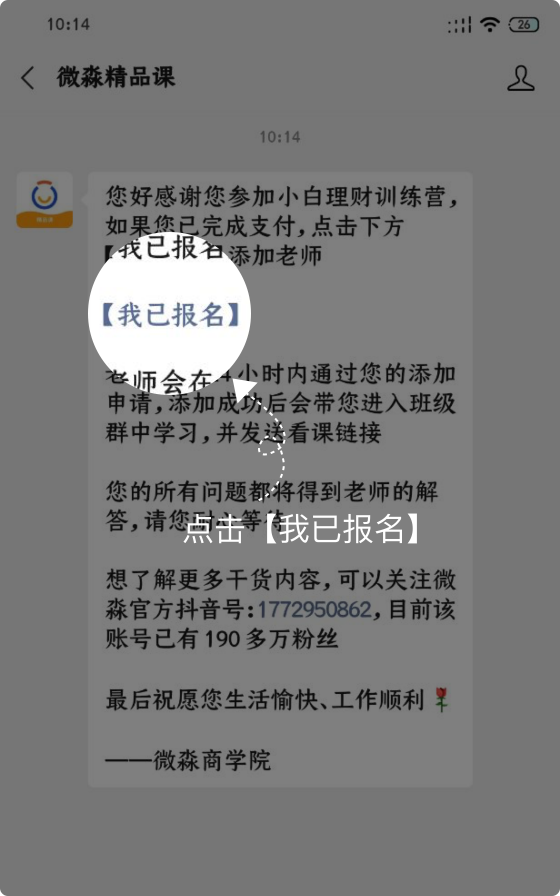 10:14
26
微淼精品课
10:14
您好感谢您参加小白理财训练营,
如果您已完成支付,点击下方
【我已报名 添加老师
【我已报名】
老师会在 4小时内通过您的添加
申请,添加成功后会带您进入班级
群中学习,并发送看课链接
您的所有问题都将得到老师的解
答,请您耐心等待
点击【我已报名】
想了解更多干货内容,可以关注微
淼官方抖音号:1772950862,目前该
账号已有190多万粉丝
最后祝愿您生活愉快、工作顺利
——微淼商学院